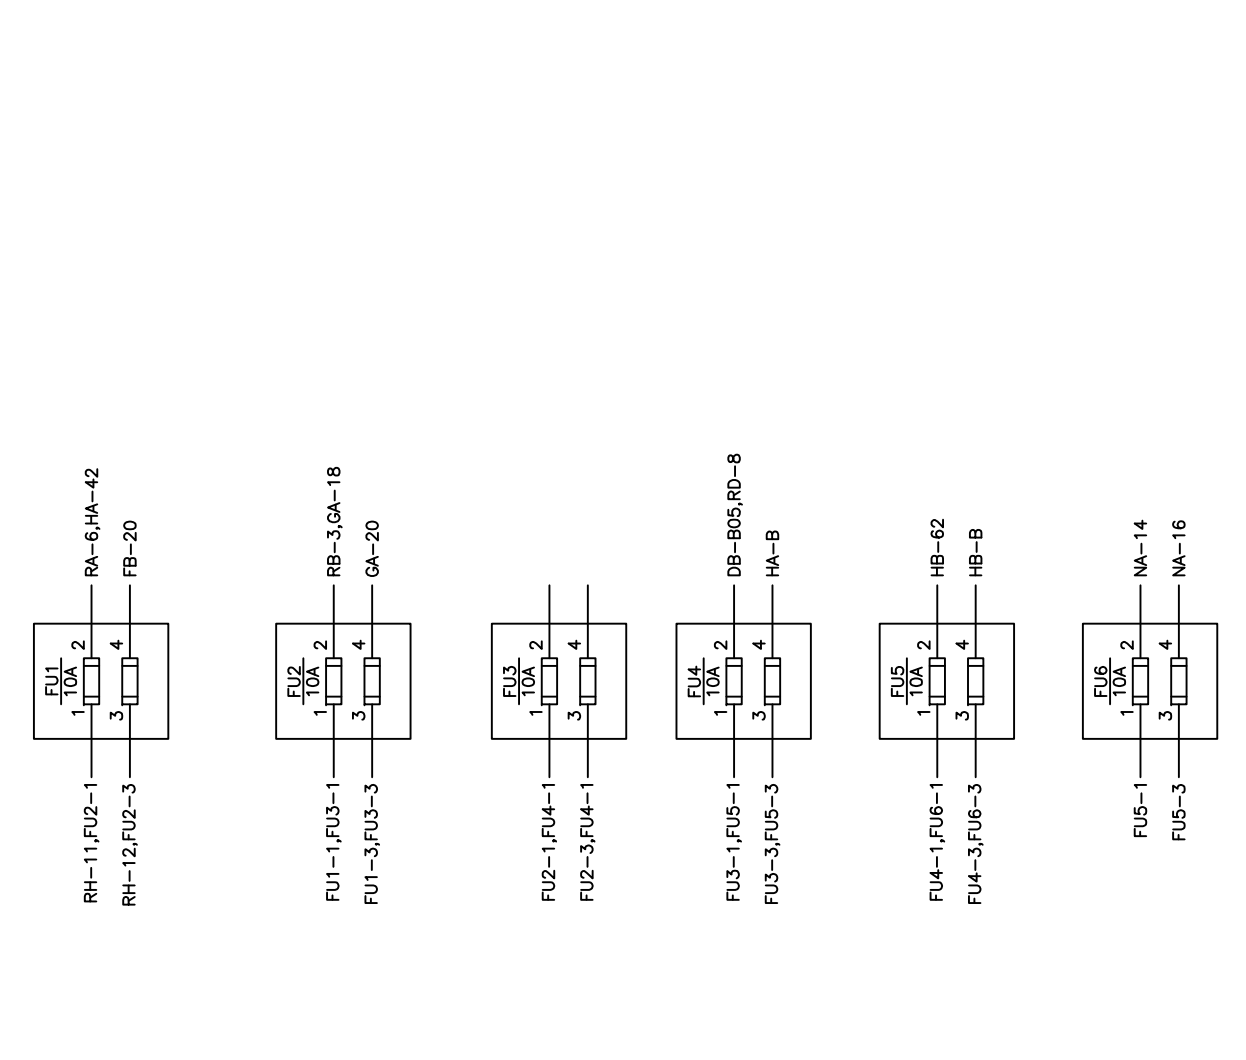 FU1
10A
1
2
3
4
RA-6,HA-42
FB-20
RH-11,FU2-1
RH-12,FU2-3
FU2
10A
1
2
3
4
RB-3,GA-18
GA-20
FU1-1,FU3-1
FU1-3,FU3-3
FU3
10A
1
2
3
4
FU2-1,FU4-1
FU2-3,FU4-1
FU4
10A
1
2
3
4
DB-B05,RD-8
HA-B
FU3-1,FU5-1
FU3-3,FU5-3
FU5
10A
1
2
3
4
HB-62
HB-B
FU4-1,FU6-1
FU4-3,FU6-3
FU6
10A
1
2
3
4
NA-14
NA-16
FU5-1
FU5-3